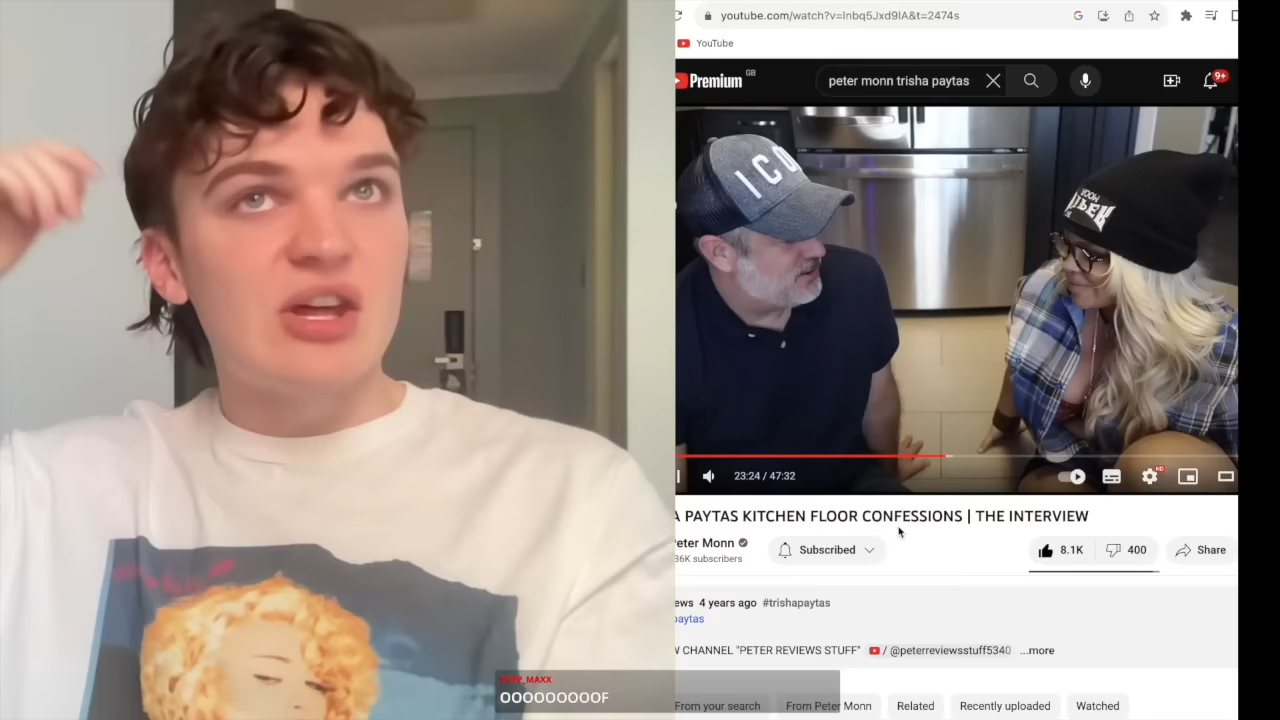 youtube.com/watch?v=Inbq5Jxd9IA&t=2474s
YouTube
Premium GB
peter monn trisha paytas
9+
ICO
23:24 / 47:32
HD
A PAYTAS KITCHEN FLOOR CONFESSIONS | THE INTERVIEW
Peter Monn
36K subscribers
Subscribed
8.1K
400
Share
ews 4 years ago #trishapaytas
paytas
W CHANNEL "PETER REVIEWS STUFF" / @peterreviewsstuff5340 ...more
OOOOOOOOOF
From your search
From Peter Monn
Related
Recently uploaded
Watched